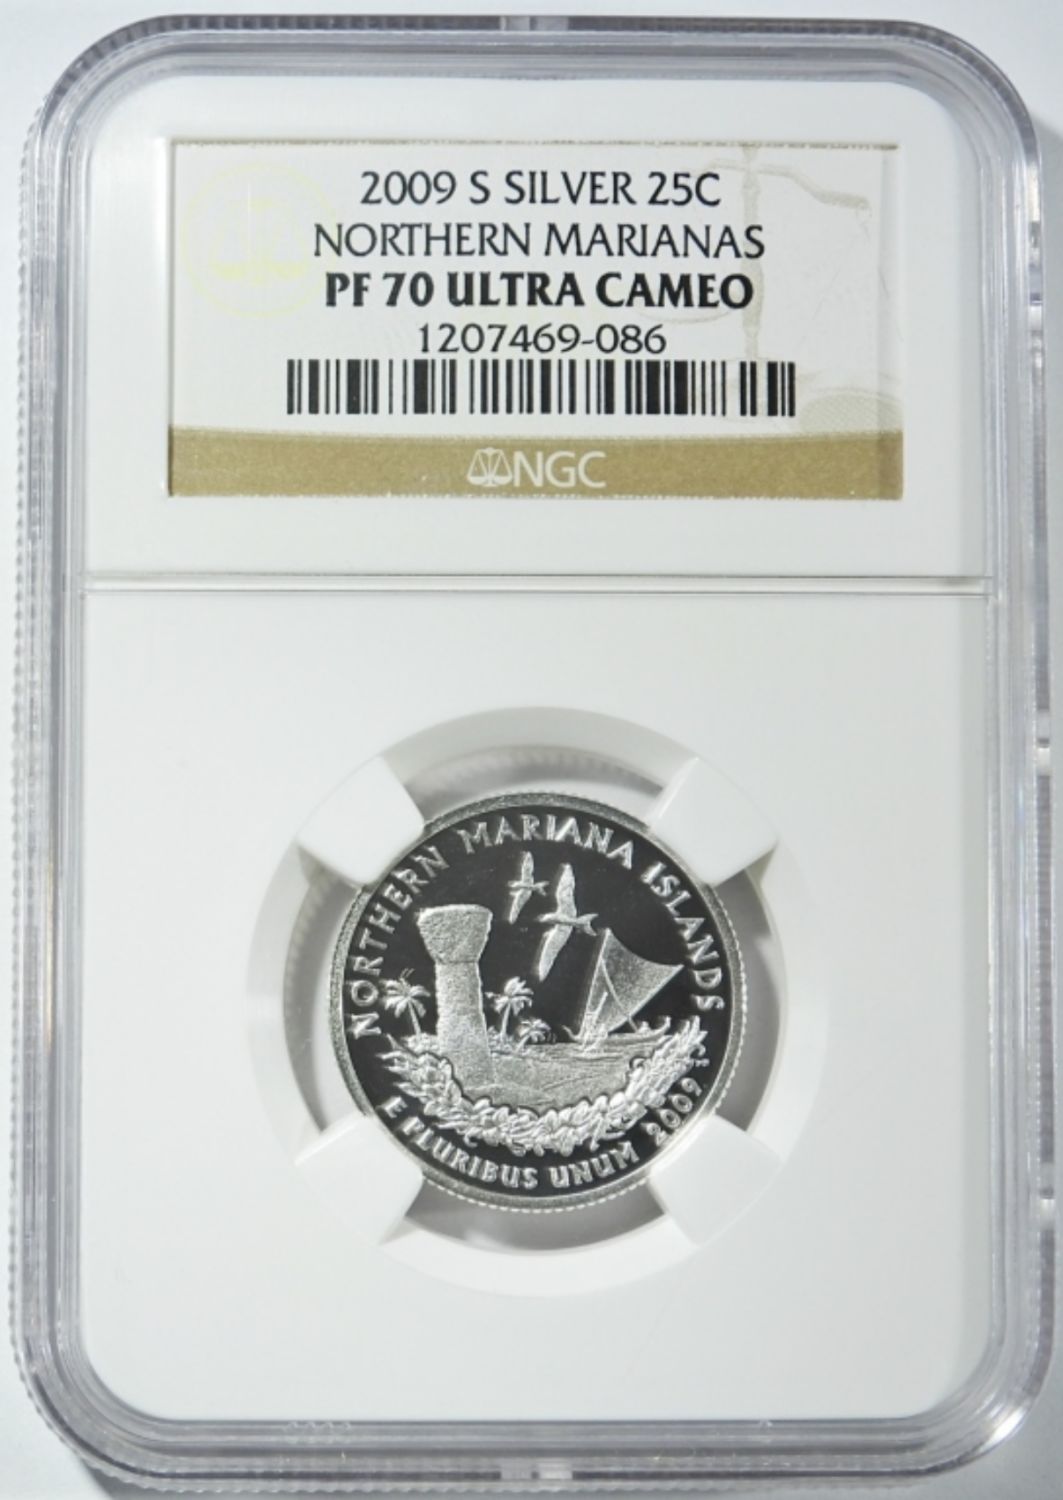 2009 S SILVER 25C
NORTHERN MARIANAS
PF 70 ULTRA CAMEO
1207469-086
NGC
NORTHERN MARIANA ISLANDS
E PLURIBUS UNUM 2009